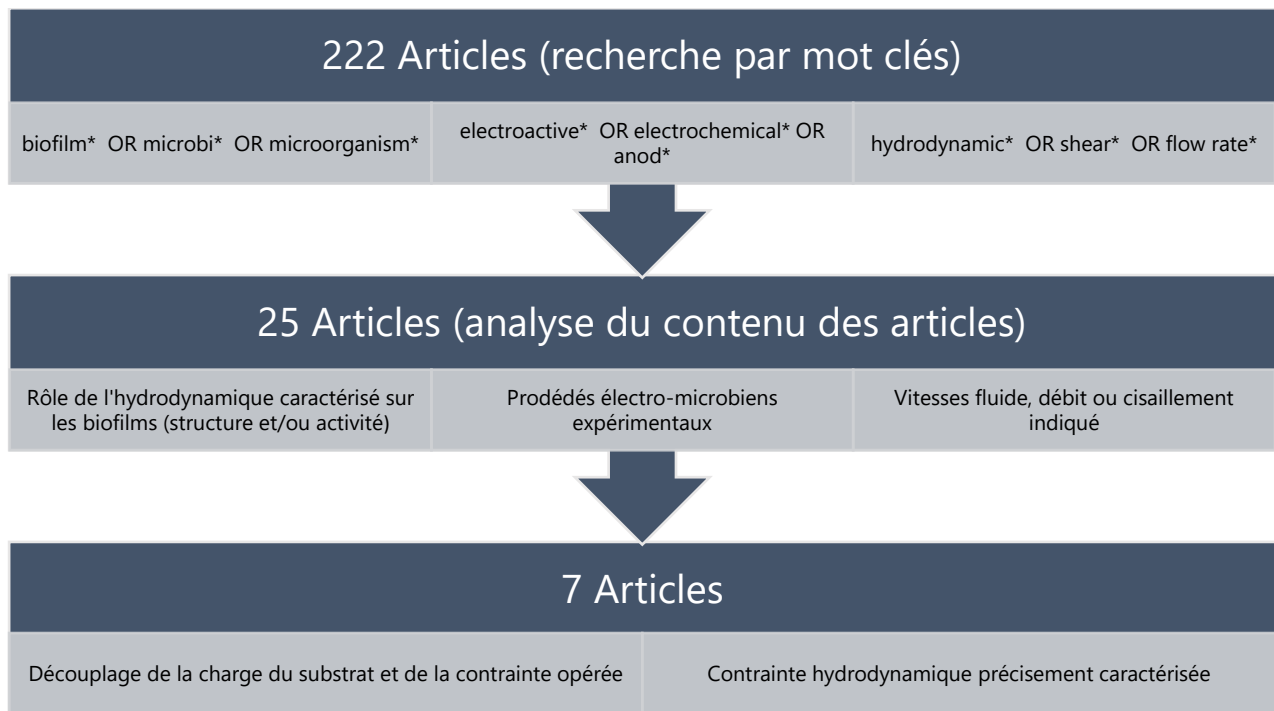 222 Articles (recherche par mot clés)
biofilm* OR microbi* OR microorganism*
electroactive* OR electrochemical* OR
anod*
hydrodynamic* OR shear* OR flow rate*
25 Articles (analyse du contenu des articles)
Rôle de l'hydrodynamique caractérisé sur
les biofilms (structure et/ou activité)
Prodédés électro-microbiens
expérimentaux
Vitesses fluide, débit ou cisaillement
indiqué
7 Articles
Découplage de la charge du substrat et de la contrainte opérée
Contrainte hydrodynamique précisement caractérisée